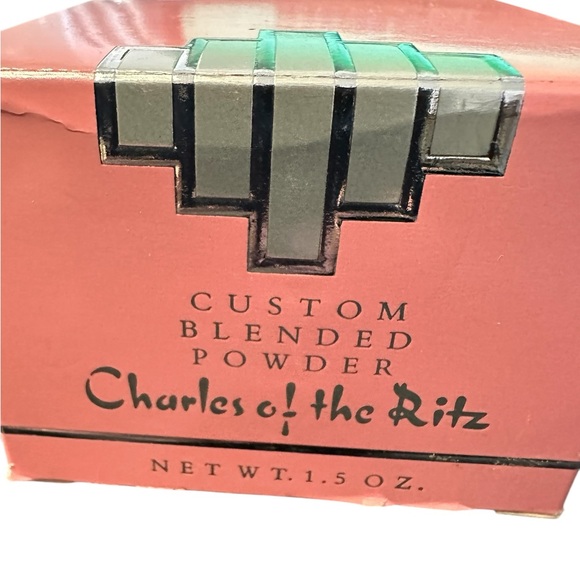 CUSTOM
BLENDED
POWDER
Charles of the Ritz
NET WT. 1.5 OZ.